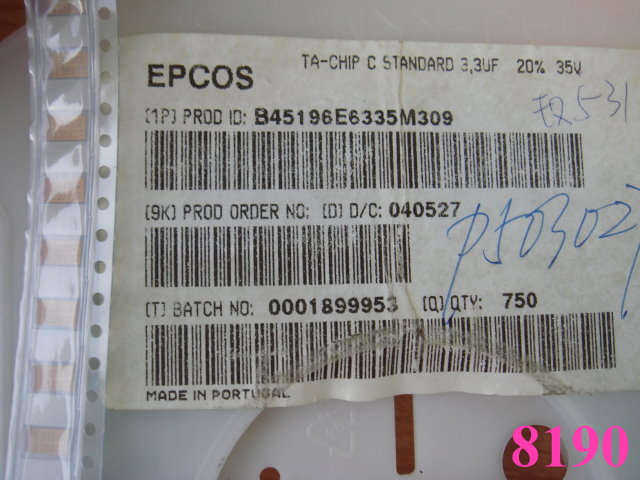 TA-CHIP C STANDARD 3,3UF 20% 35V
EPCOS
[1P] PROD ID: B45196E6335M309
[9K] PROD ORDER NO: [D] D/C: 040527
[T] BATCH NO: 0001899953 [Q] QTY: 750
MADE IN PORTUGAL
8190